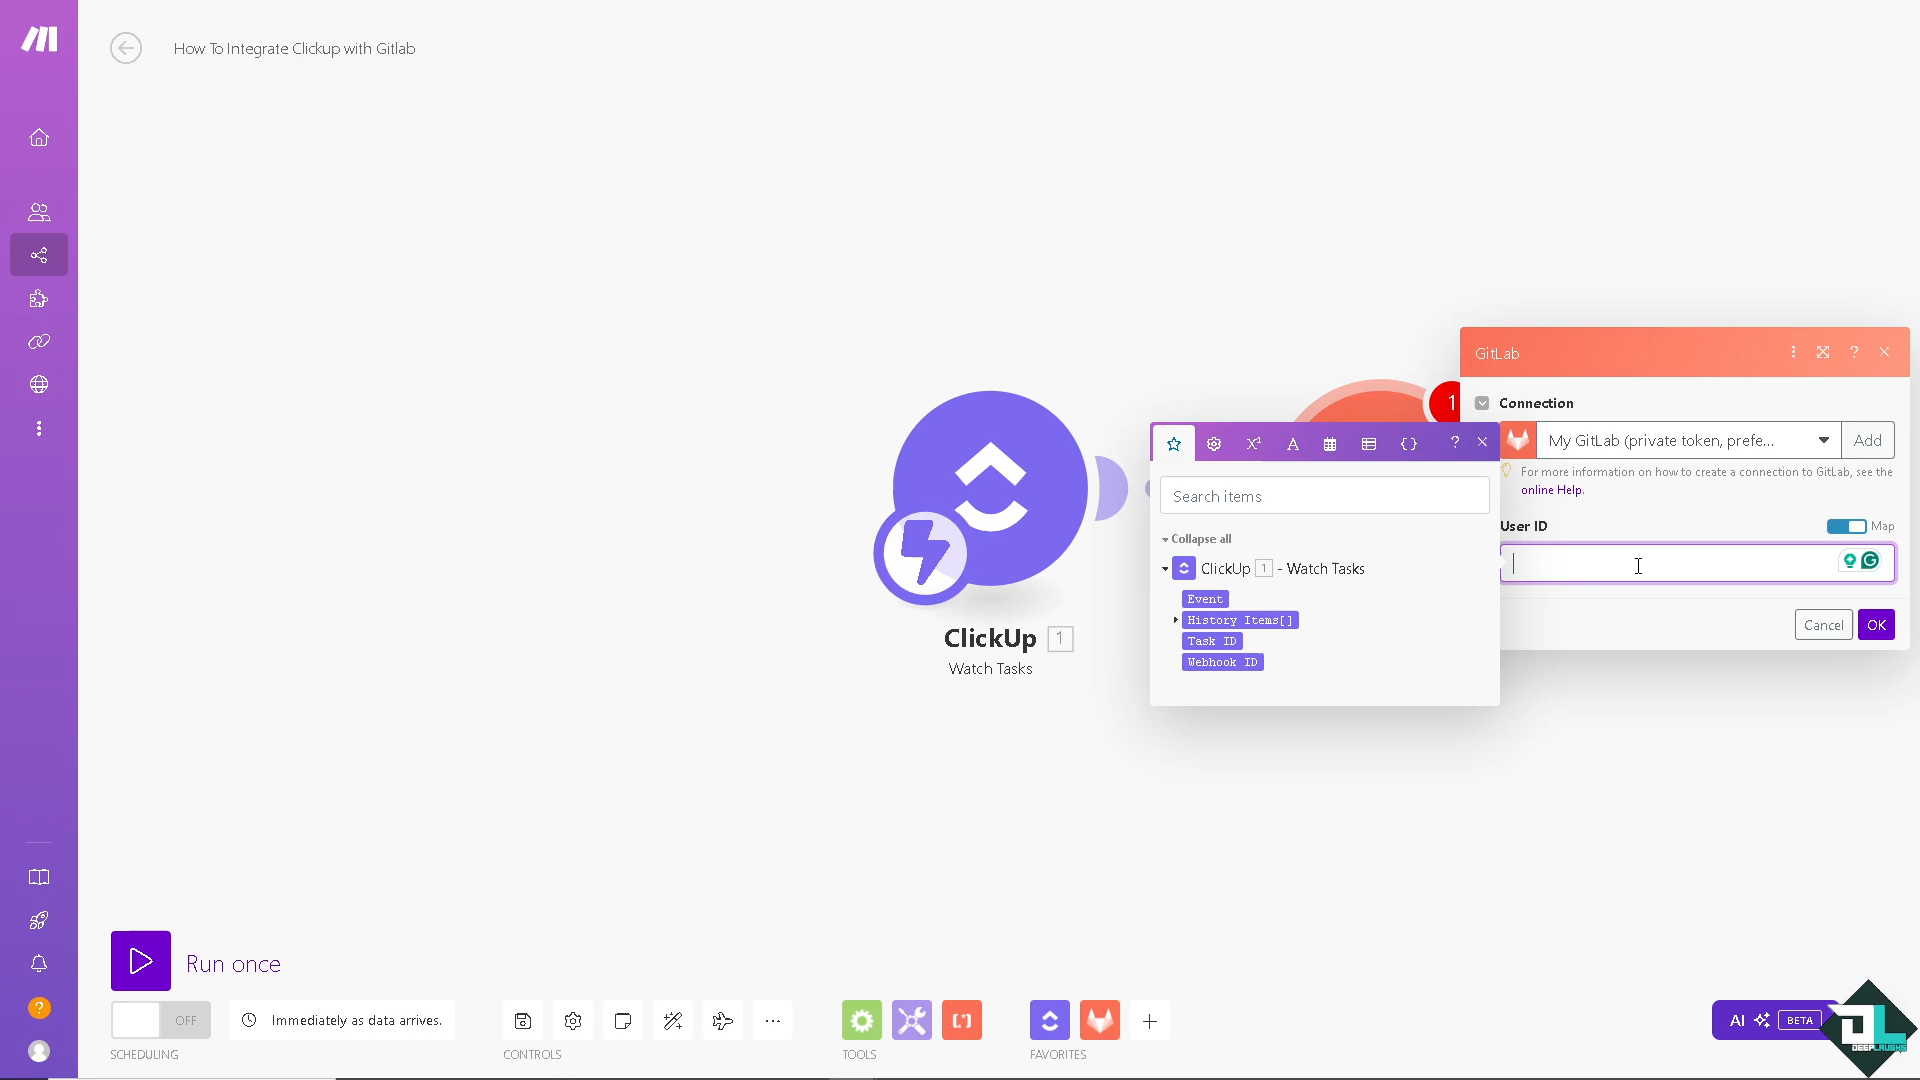 How To Integrate Clickup with Gitlab
GitLab
1
Connection
My GitLab (private token, prefe...
Add
For more information on how to create a connection to GitLab, see the
online Help.
User ID
Map
Cancel
OK
Search items
Collapse all
ClickUp 1 - Watch Tasks
Event
History Items[]
Task ID
Webhook ID
ClickUp 1
Watch Tasks
Run once
OFF
Immediately as data arrives.
SCHEDULING
CONTROLS
TOOLS
FAVORITES
AI
BETA
DEEPLAUGHS